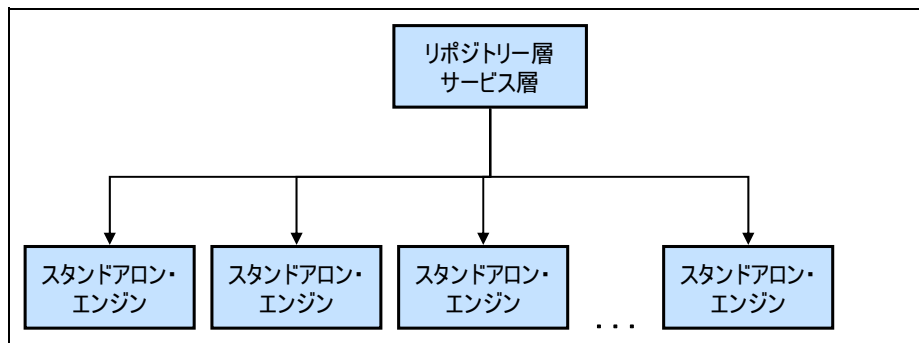 リポジトリー層
サービス層
スタンドアロン・
エンジン
スタンドアロン・
エンジン
スタンドアロン・
エンジン
. . .
スタンドアロン・
エンジン